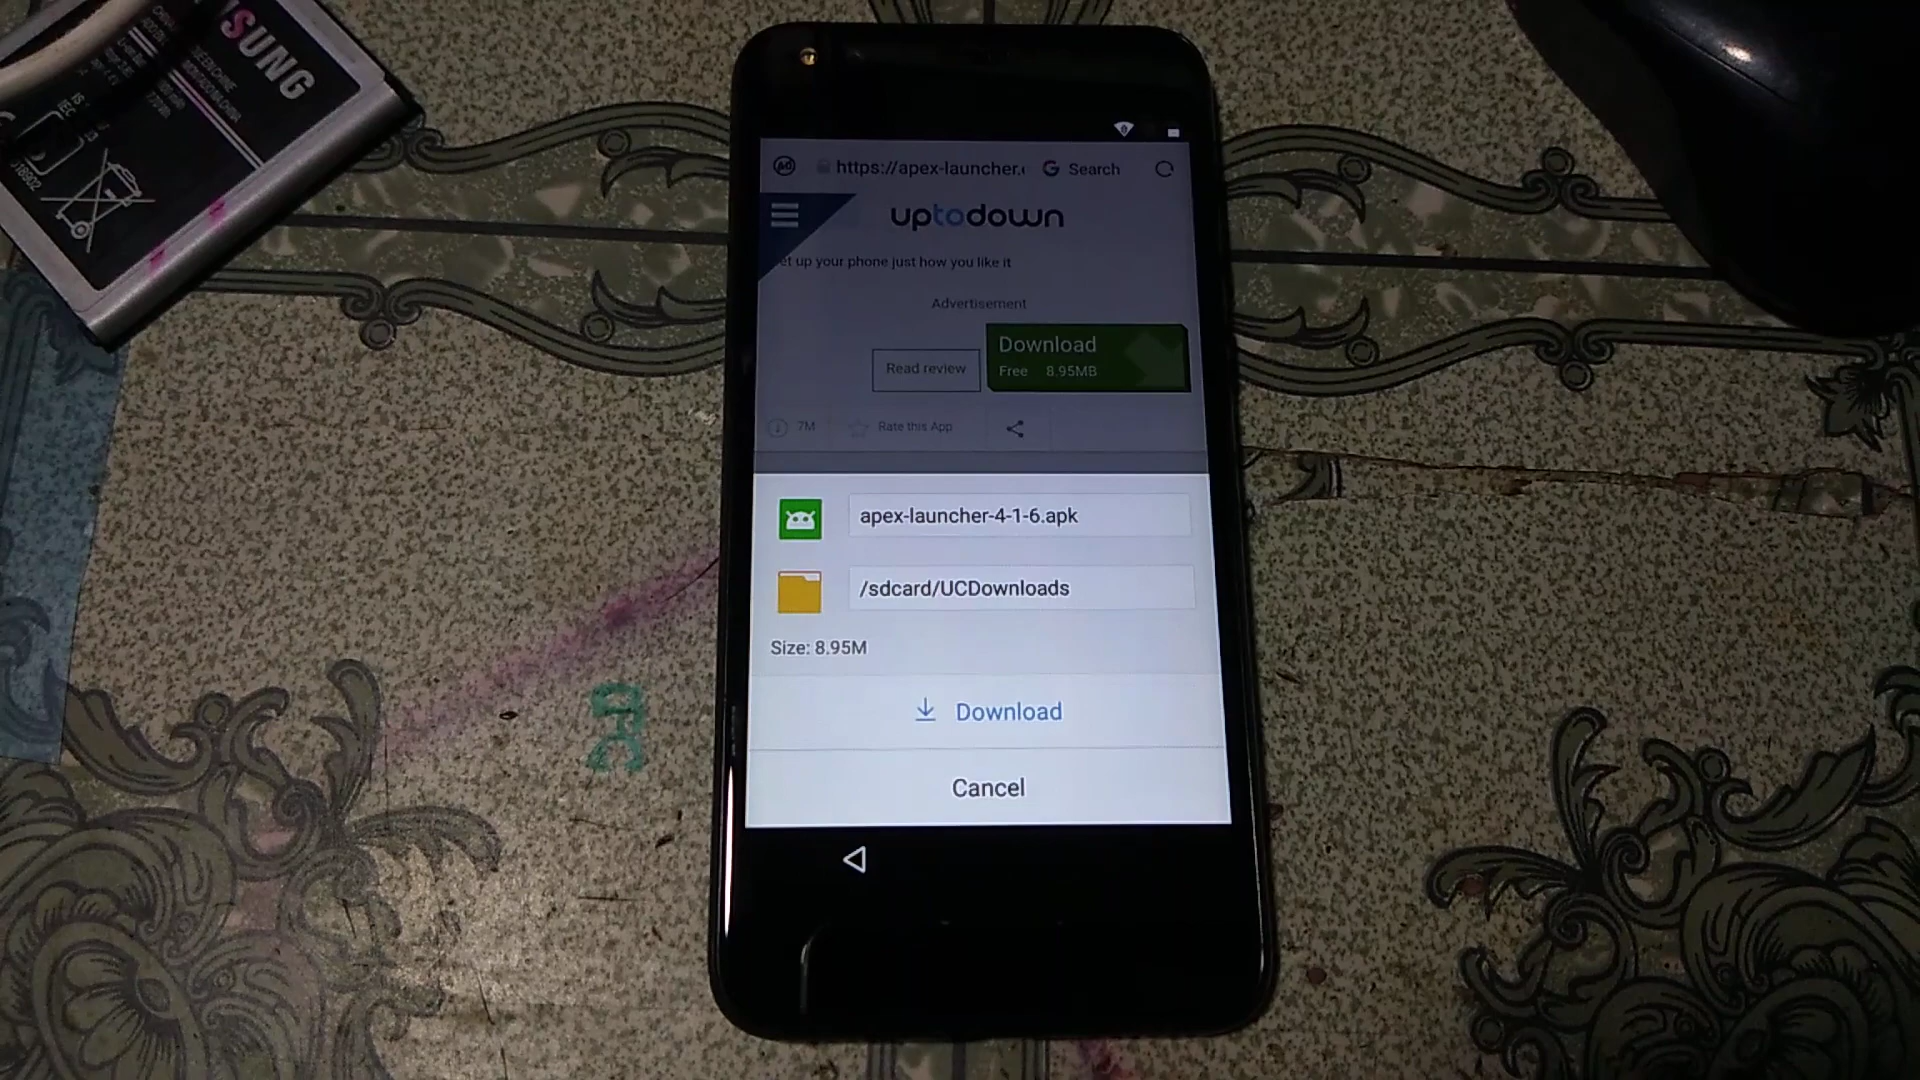 SAMSUNG
https://apex-launcher.
Search
uptodown
et up your phone just how you like it
Advertisement
Download
Read review
Free 8.95MB
7M
Rate this App
apex-launcher-4-1-6.apk
/sdcard/UCDownloads
Size: 8.95M
Download
Cancel